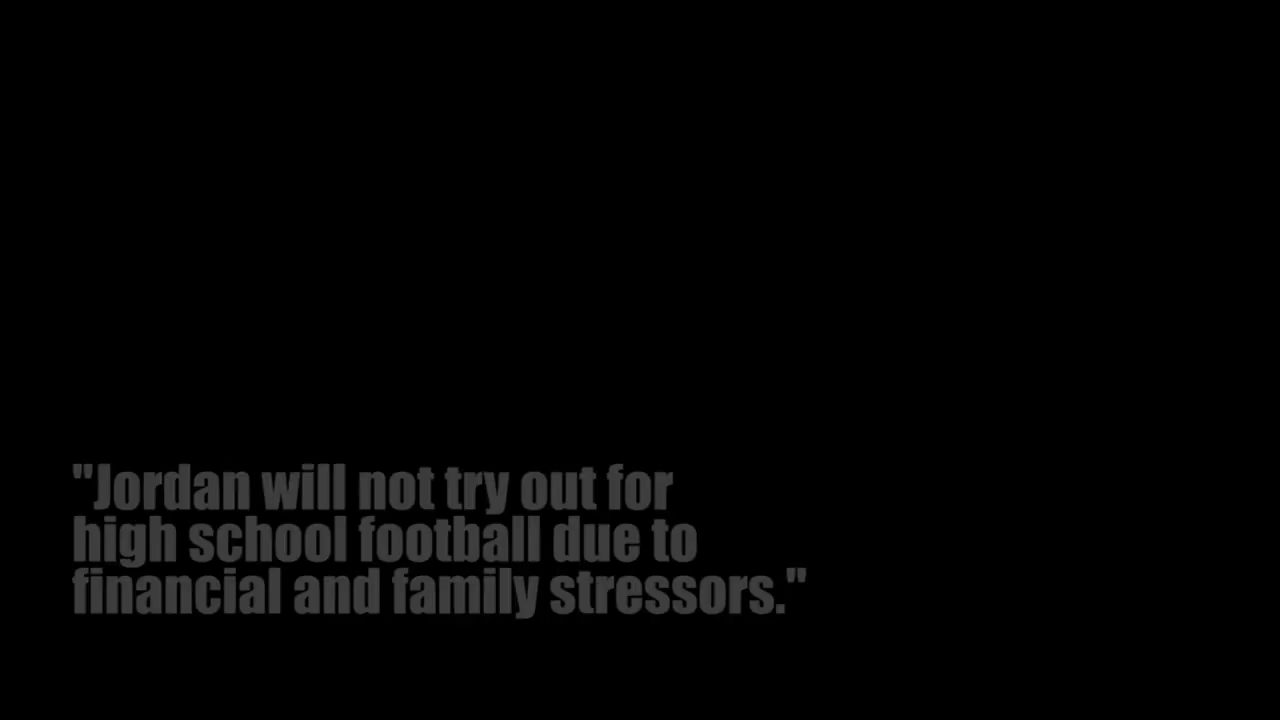 "Jordan will not try out for
high school football due to
financial and family stressors."